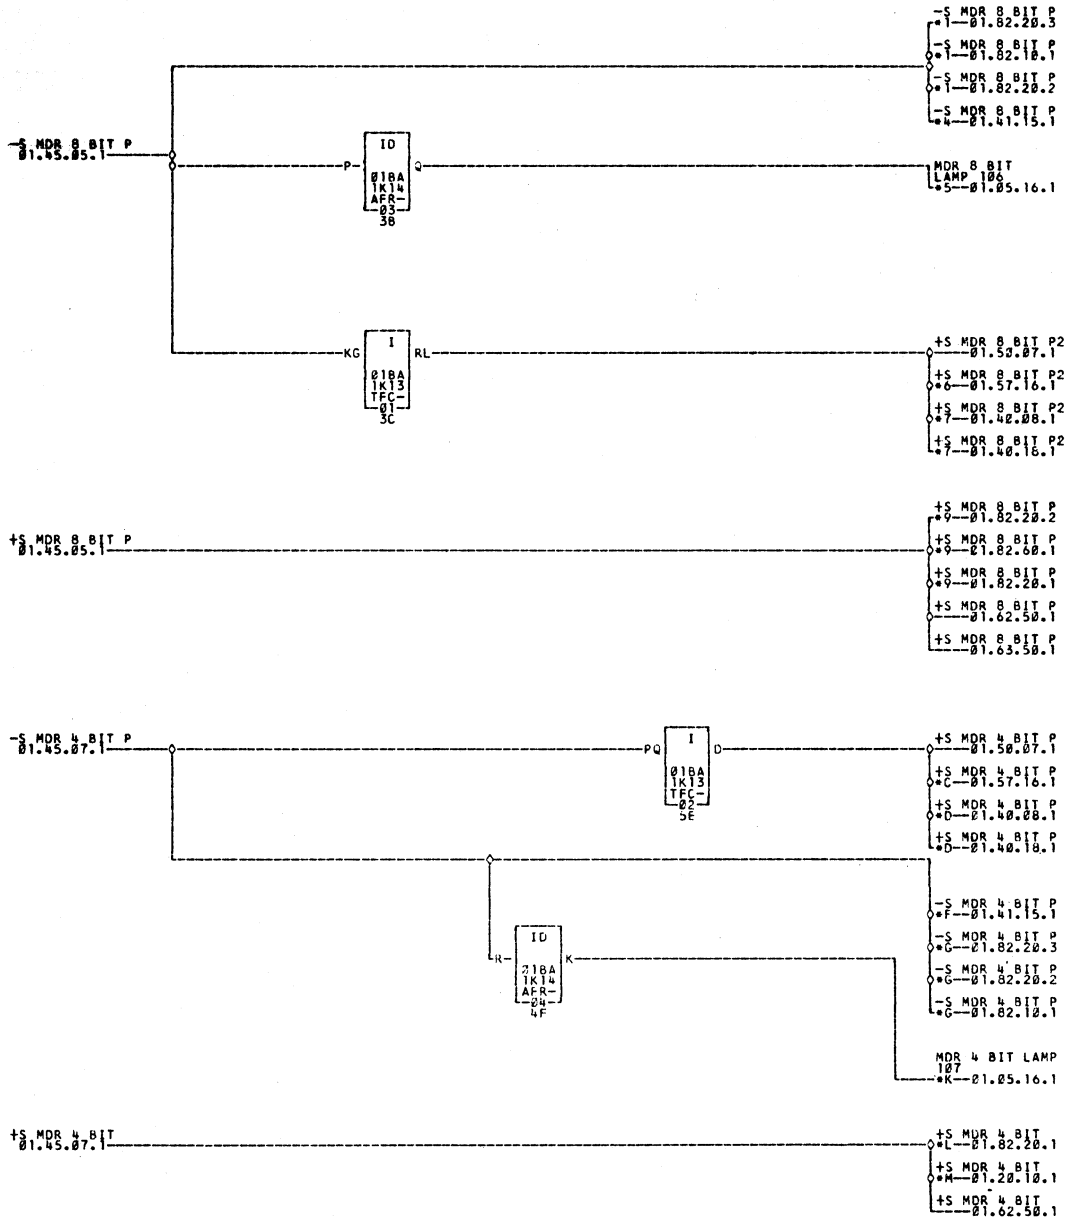 -S MDR 8 BIT P
*1--01.82.20.3
-S MDR 8 BIT P
*1--01.82.10.1
-S MDR 8 BIT P
*1--01.82.20.2
-S MDR 8 BIT P
*4--01.41.15.1
-S MDR 8 BIT P
01.45.05.1
P
ID
01BA
1K14
AFR-
03
3B
Q
MDR 8 BIT
LAMP 106
*5--01.05.16.1
KG
I
01BA
1K13
TFC-
01
3C
RL
+S MDR 8 BIT P2
01.50.07.1
+S MDR 8 BIT P2
*6--01.57.16.1
+S MDR 8 BIT P2
*7--01.40.08.1
+S MDR 8 BIT P2
*7--01.40.18.1
+S MDR 8 BIT P
01.45.05.1
+S MDR 8 BIT P
*9--01.82.20.2
+S MDR 8 BIT P
*9--01.82.60.1
+S MDR 8 BIT P
*9--01.82.20.1
+S MDR 8 BIT P
01.62.50.1
+S MDR 8 BIT P
01.63.50.1
-S MDR 4 BIT P
01.45.07.1
PQ
I
01BA
1K13
TFC-
02
5E
D
+S MDR 4 BIT P
01.50.07.1
+S MDR 4 BIT P
*C--01.57.16.1
+S MDR 4 BIT P
*D--01.40.08.1
+S MDR 4 BIT P
*D--01.40.18.1
-S MDR 4 BIT P
*F--01.41.15.1
-S MDR 4 BIT P
*G--01.82.20.3
-S MDR 4 BIT P
*G--01.82.20.2
-S MDR 4 BIT P
*G--01.82.10.1
R
ID
01BA
1K14
AFR-
04
4F
K
MDR 4 BIT LAMP
107
*K--01.05.16.1
+S MDR 4 BIT
01.45.07.1
+S MDR 4 BIT
*L--01.82.20.1
+S MDR 4 BIT
*M--01.20.10.1
+S MDR 4 BIT
01.62.50.1